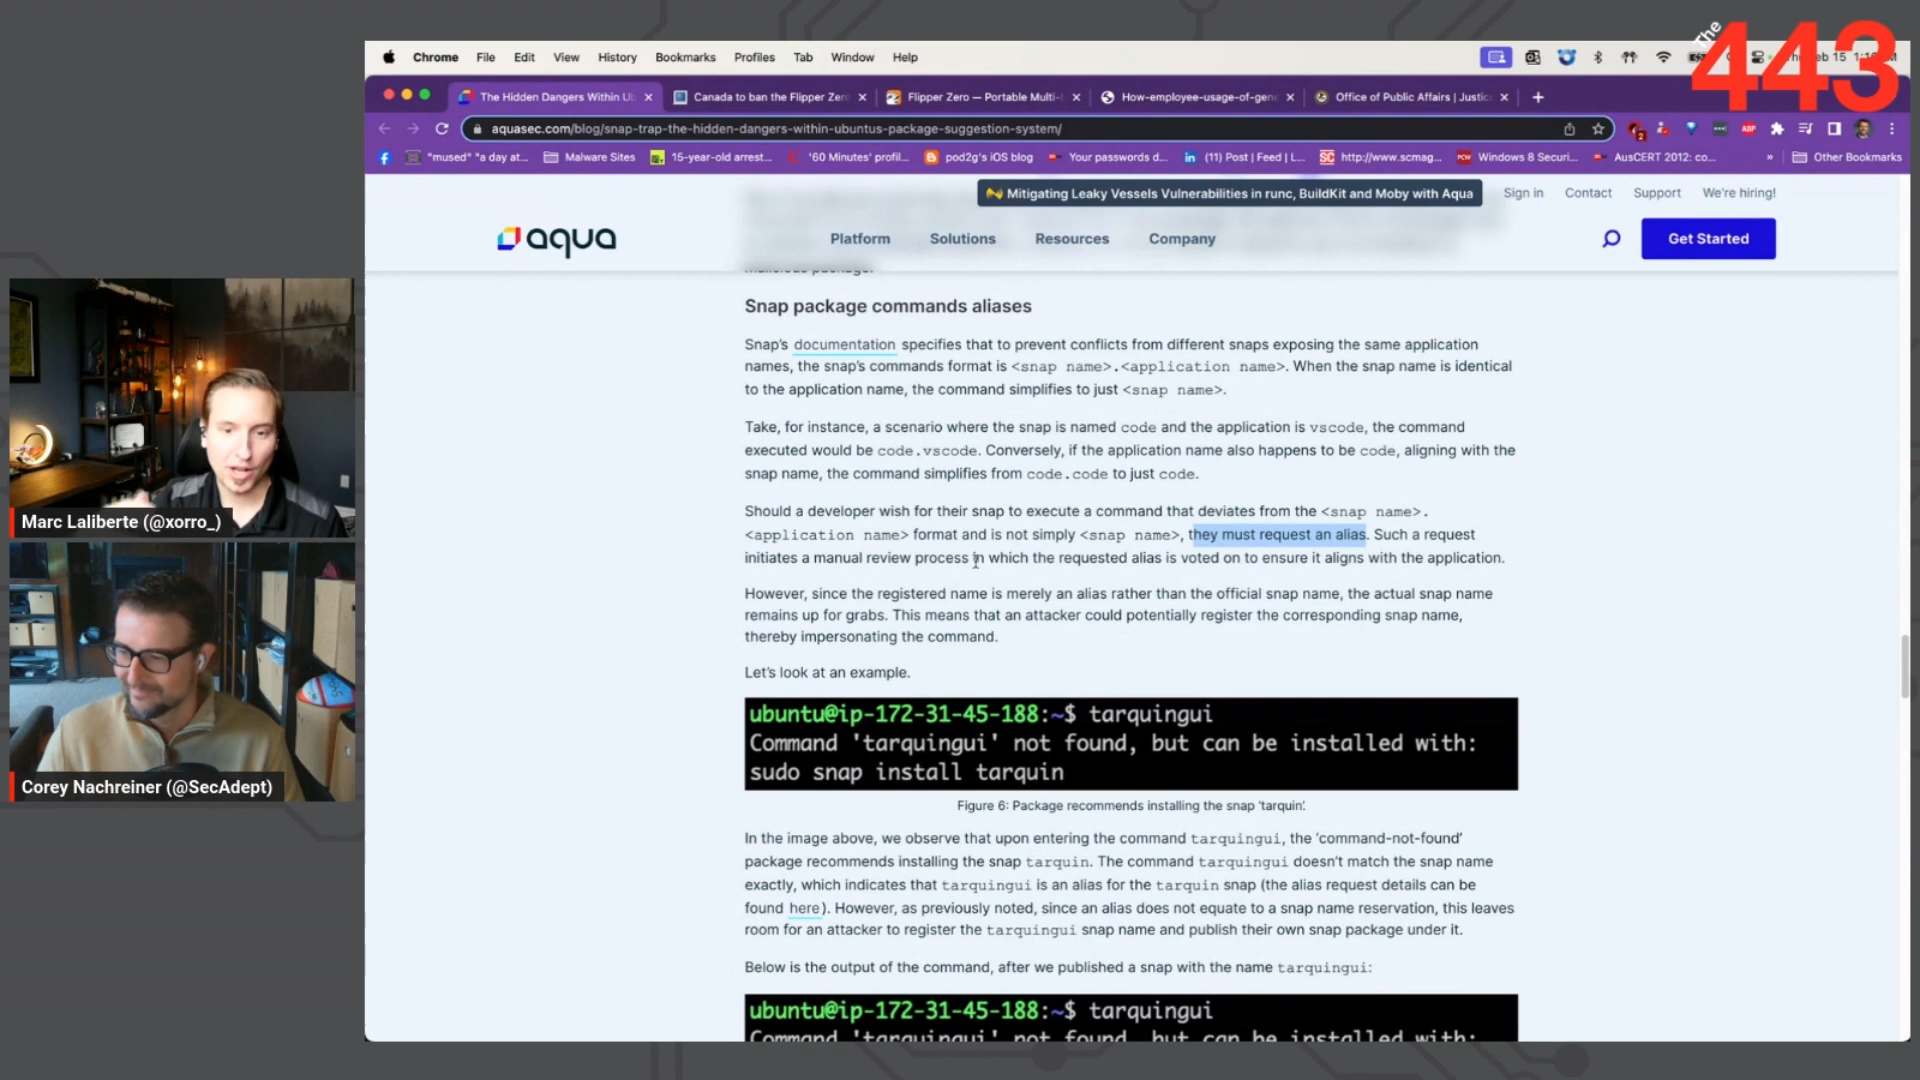 The
443
Chrome File Edit View History Bookmarks Profiles Tab Window Help
The Hidden Dangers Within Ub
Canada to ban the Flipper Zero
Flipper Zero — Portable Multi-
How-employee-usage-of-gene
Office of Public Affairs | Justic
aquasec.com/blog/snap-trap-the-hidden-dangers-within-ubuntus-package-suggestion-system/
"mused" "a day at... Malware Sites 15-year-old arrest... '60 Minutes' profil... pod2g's iOS blog Your passwords d... (11) Post | Feed | L... http://www.scmag... Windows 8 Securi... AusCERT 2012: co... » Other Bookmarks
Mitigating Leaky Vessels Vulnerabilities in runc, BuildKit and Moby with Aqua
Sign in Contact Support We're hiring!
aqua
Platform Solutions Resources Company
Get Started
malicious package.
Snap package commands aliases
Snap's documentation specifies that to prevent conflicts from different snaps exposing the same application
names, the snap's commands format is <snap name>.<application name>. When the snap name is identical
to the application name, the command simplifies to just <snap name>.
Take, for instance, a scenario where the snap is named code and the application is vscode, the command
executed would be code.vscode. Conversely, if the application name also happens to be code, aligning with the
snap name, the command simplifies from code.code to just code.
Should a developer wish for their snap to execute a command that deviates from the <snap name>.
<application name> format and is not simply <snap name>, they must request an alias. Such a request
initiates a manual review process in which the requested alias is voted on to ensure it aligns with the application.
However, since the registered name is merely an alias rather than the official snap name, the actual snap name
remains up for grabs. This means that an attacker could potentially register the corresponding snap name,
thereby impersonating the command.
Let's look at an example.
ubuntu@ip-172-31-45-188:~$ tarquingui
Command 'tarquingui' not found, but can be installed with:
sudo snap install tarquin
Figure 6: Package recommends installing the snap 'tarquin'.
In the image above, we observe that upon entering the command tarquingui, the 'command-not-found'
package recommends installing the snap tarquin. The command tarquingui doesn't match the snap name
exactly, which indicates that tarquingui is an alias for the tarquin snap (the alias request details can be
found here). However, as previously noted, since an alias does not equate to a snap name reservation, this leaves
room for an attacker to register the tarquingui snap name and publish their own snap package under it.
Below is the output of the command, after we published a snap with the name tarquingui:
ubuntu@ip-172-31-45-188:~$ tarquingui
Command 'tarquingui' not found, but can be installed with:
Marc Laliberte (@xorro_)
Corey Nachreiner (@SecAdept)